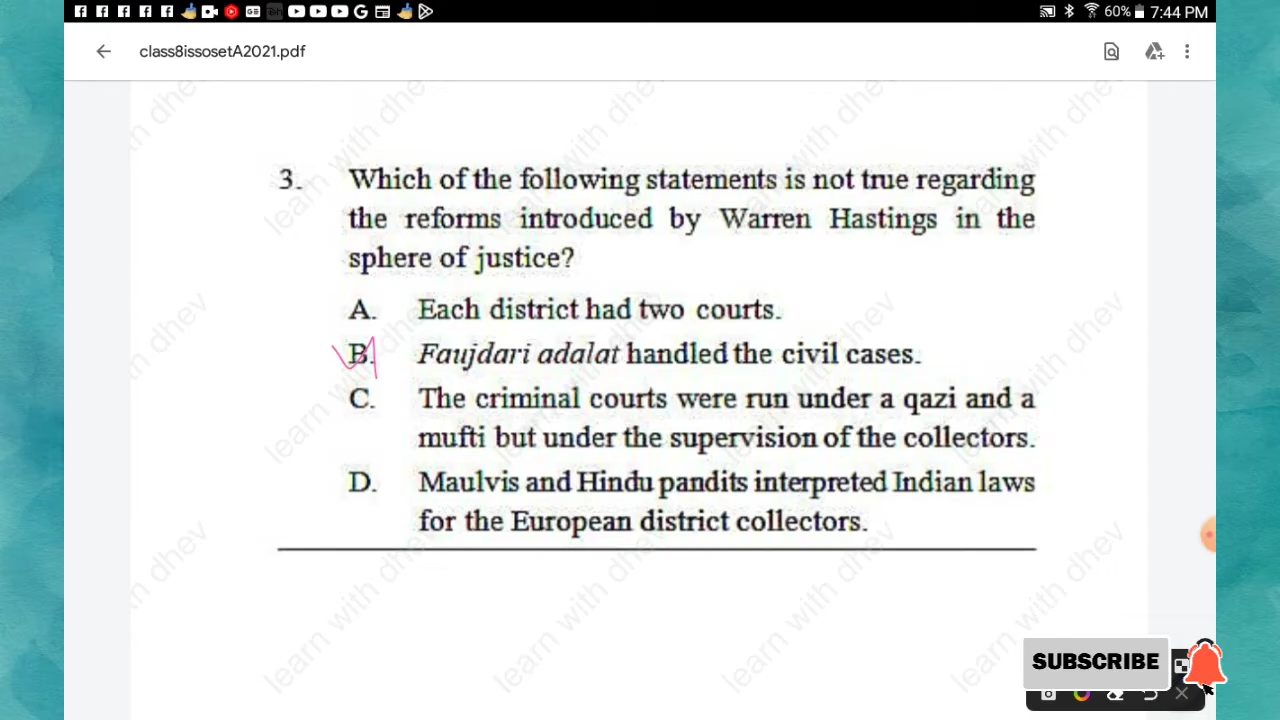 60% 7:44 PM
class8issosetA2021.pdf
3. Which of the following statements is not true regarding
the reforms introduced by Warren Hastings in the
sphere of justice?
A. Each district had two courts.
B. Faujdari adalat handled the civil cases.
C. The criminal courts were run under a qazi and a
mufti but under the supervision of the collectors.
D. Maulvis and Hindu pandits interpreted Indian laws
for the European district collectors.
learn with dhev
SUBSCRIBE